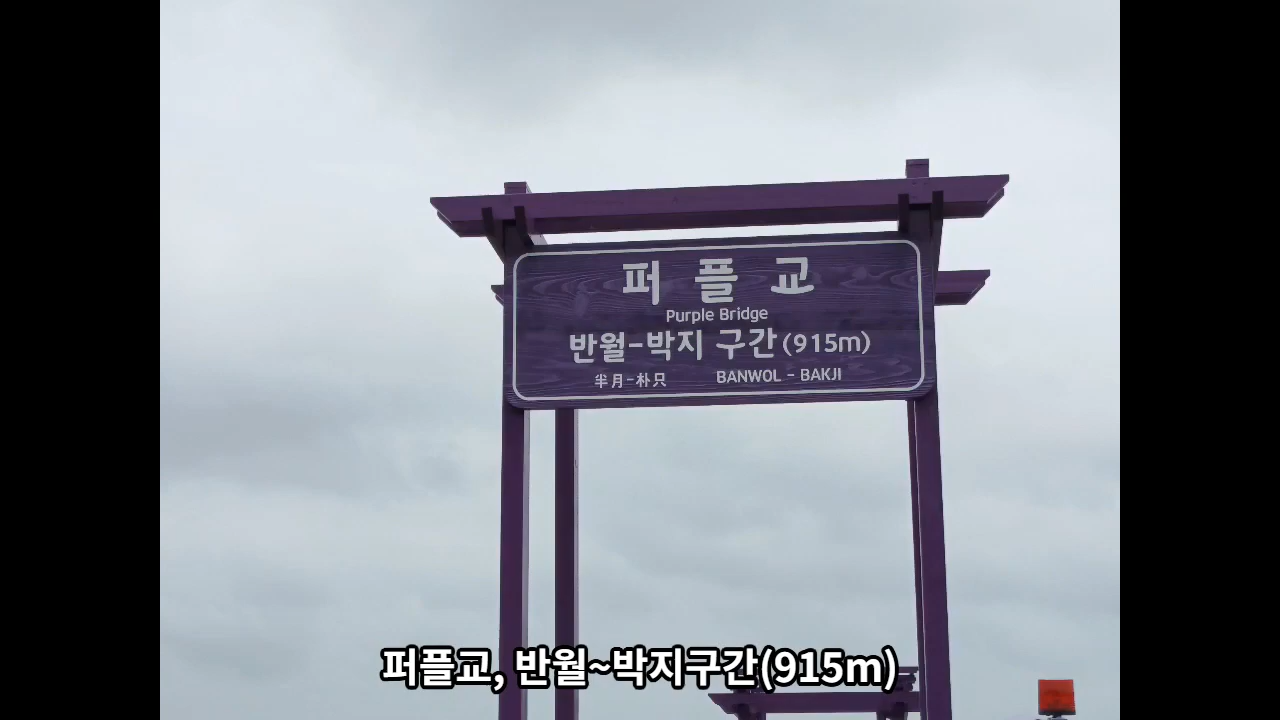 퍼플교
Purple Bridge
반월-박지 구간(915m)
半月-朴只 BANWOL - BAKJI
퍼플교, 반월~박지구간(915m)